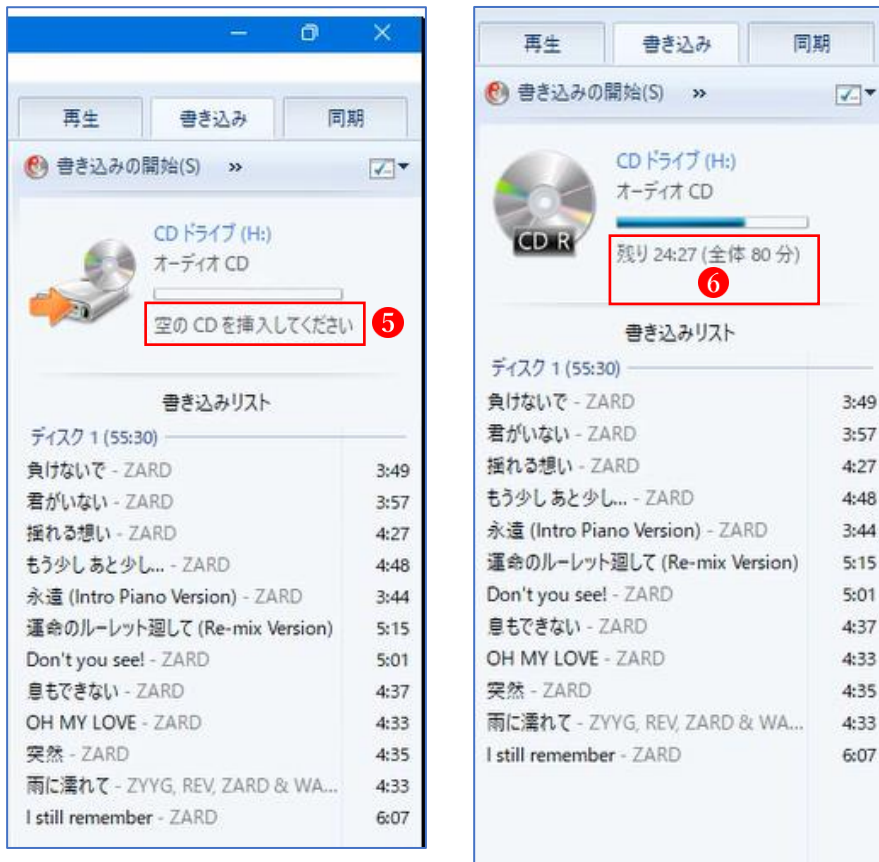 再生 書き込み 同期
書き込みの開始(S) »
CD ドライブ (H:)
オーディオ CD
空の CD を挿入してください
5
書き込みリスト
ディスク 1 (55:30)
負けないで - ZARD 3:49
君がいない - ZARD 3:57
揺れる想い - ZARD 4:27
もう少し あと少し... - ZARD 4:48
永遠 (Intro Piano Version) - ZARD 3:44
運命のルーレット廻して (Re-mix Version) 5:15
Don't you see! - ZARD 5:01
息もできない - ZARD 4:37
OH MY LOVE - ZARD 4:33
突然 - ZARD 4:35
雨に濡れて - ZYYG, REV, ZARD & WA... 4:33
I still remember - ZARD 6:07
再生 書き込み 同期
書き込みの開始(S) »
CD R
CD ドライブ (H:)
オーディオ CD
残り 24:27 (全体 80 分)
6
書き込みリスト
ディスク 1 (55:30)
負けないで - ZARD 3:49
君がいない - ZARD 3:57
揺れる想い - ZARD 4:27
もう少し あと少し... - ZARD 4:48
永遠 (Intro Piano Version) - ZARD 3:44
運命のルーレット廻して (Re-mix Version) 5:15
Don't you see! - ZARD 5:01
息もできない - ZARD 4:37
OH MY LOVE - ZARD 4:33
突然 - ZARD 4:35
雨に濡れて - ZYYG, REV, ZARD & WA... 4:33
I still remember - ZARD 6:07